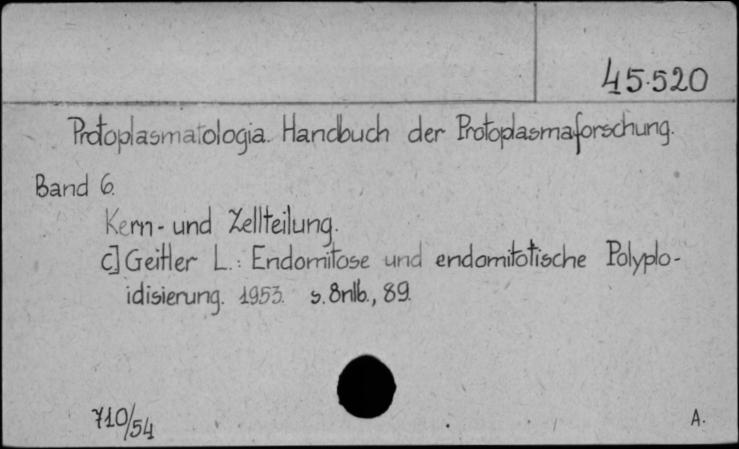 45.520
Protoplasmatologia. Handbuch der Protoplasmaforschung.
Band 6.
Kern- und Zellteilung.
C] Geitler L.: Endomitose und endomitotische Polyplo-
idisierung. 1953. s. 8nlb., 89.
710/54
A.